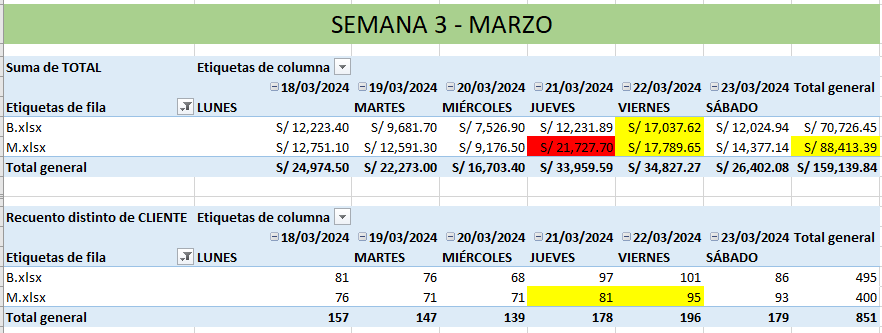 SEMANA 3 - MARZO
Suma de TOTAL Etiquetas de columna
18/03/2024 19/03/2024 20/03/2024 21/03/2024 22/03/2024 23/03/2024 Total general
Etiquetas de fila LUNES MARTES MIÉRCOLES JUEVES VIERNES SÁBADO
B.xlsx S/ 12,223.40 S/ 9,681.70 S/ 7,526.90 S/ 12,231.89 S/ 17,037.62 S/ 12,024.94 S/ 70,726.45
M.xlsx S/ 12,751.10 S/ 12,591.30 S/ 9,176.50 S/ 21,727.70 S/ 17,789.65 S/ 14,377.14 S/ 88,413.39
Total general S/ 24,974.50 S/ 22,273.00 S/ 16,703.40 S/ 33,959.59 S/ 34,827.27 S/ 26,402.08 S/ 159,139.84
Recuento distinto de CLIENTE Etiquetas de columna
18/03/2024 19/03/2024 20/03/2024 21/03/2024 22/03/2024 23/03/2024 Total general
Etiquetas de fila LUNES MARTES MIÉRCOLES JUEVES VIERNES SÁBADO
B.xlsx 81 76 68 97 101 86 495
M.xlsx 76 71 71 81 95 93 400
Total general 157 147 139 178 196 179 851